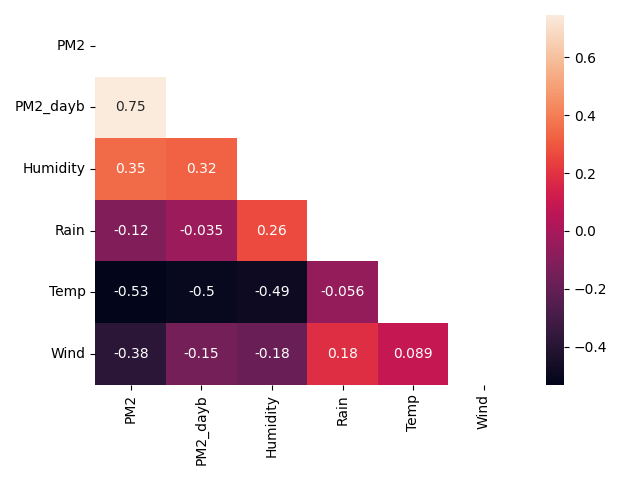 PM2
PM2_dayb
Humidity
Rain
Temp
Wind
0.75
0.35 0.32
-0.12 -0.035 0.26
-0.53 -0.5 -0.49 -0.056
-0.38 -0.15 -0.18 0.18 0.089
PM2 PM2_dayb Humidity Rain Temp Wind
0.6
0.4
0.2
0.0
−0.2
−0.4